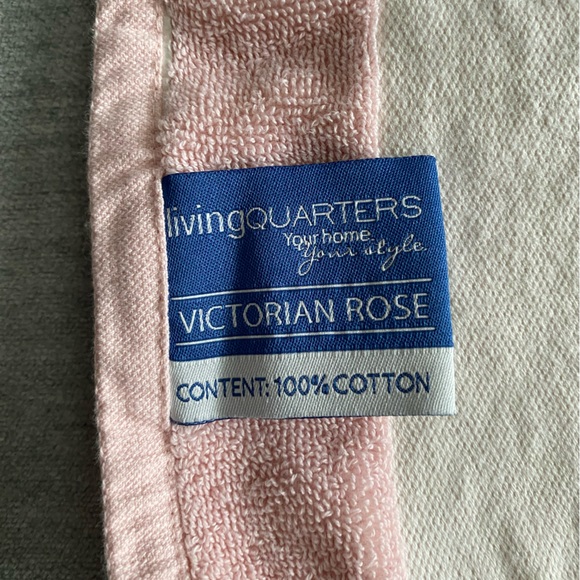 livingQUARTERS
Your home.
Your style.
VICTORIAN ROSE
CONTENT: 100% COTTON